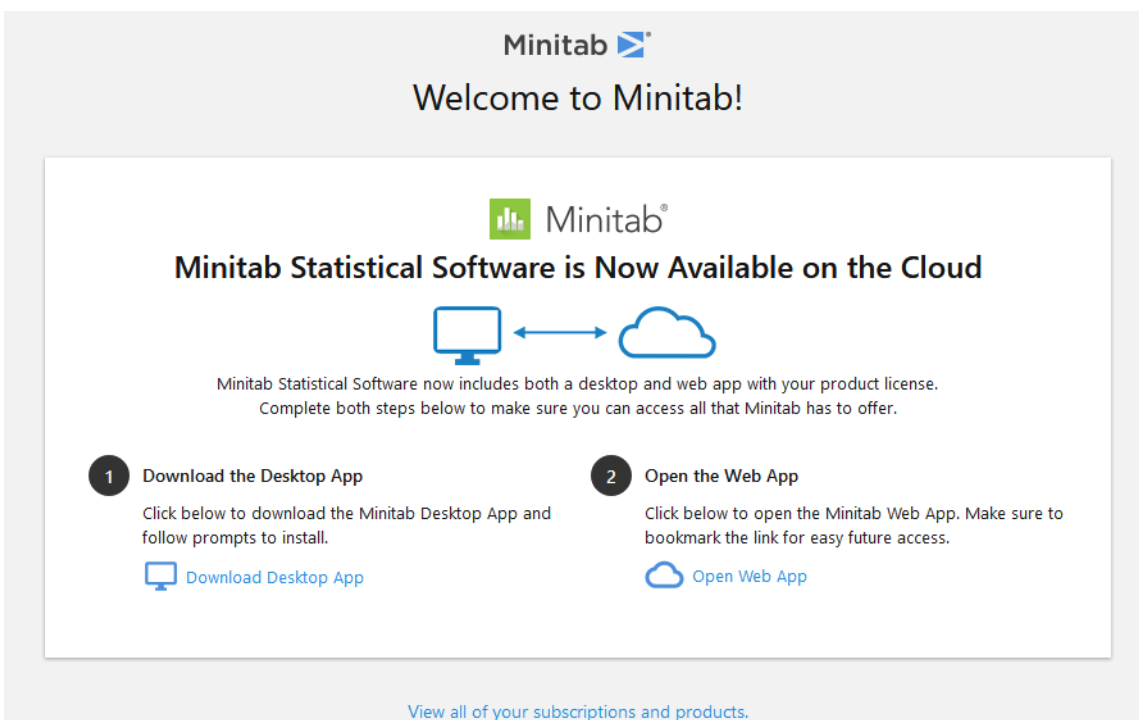 Minitab
Welcome to Minitab!
Minitab®
Minitab Statistical Software is Now Available on the Cloud
Minitab Statistical Software now includes both a desktop and web app with your product license.
Complete both steps below to make sure you can access all that Minitab has to offer.
1 Download the Desktop App
Click below to download the Minitab Desktop App and
follow prompts to install.
Download Desktop App
2 Open the Web App
Click below to open the Minitab Web App. Make sure to
bookmark the link for easy future access.
Open Web App
View all of your subscriptions and products.